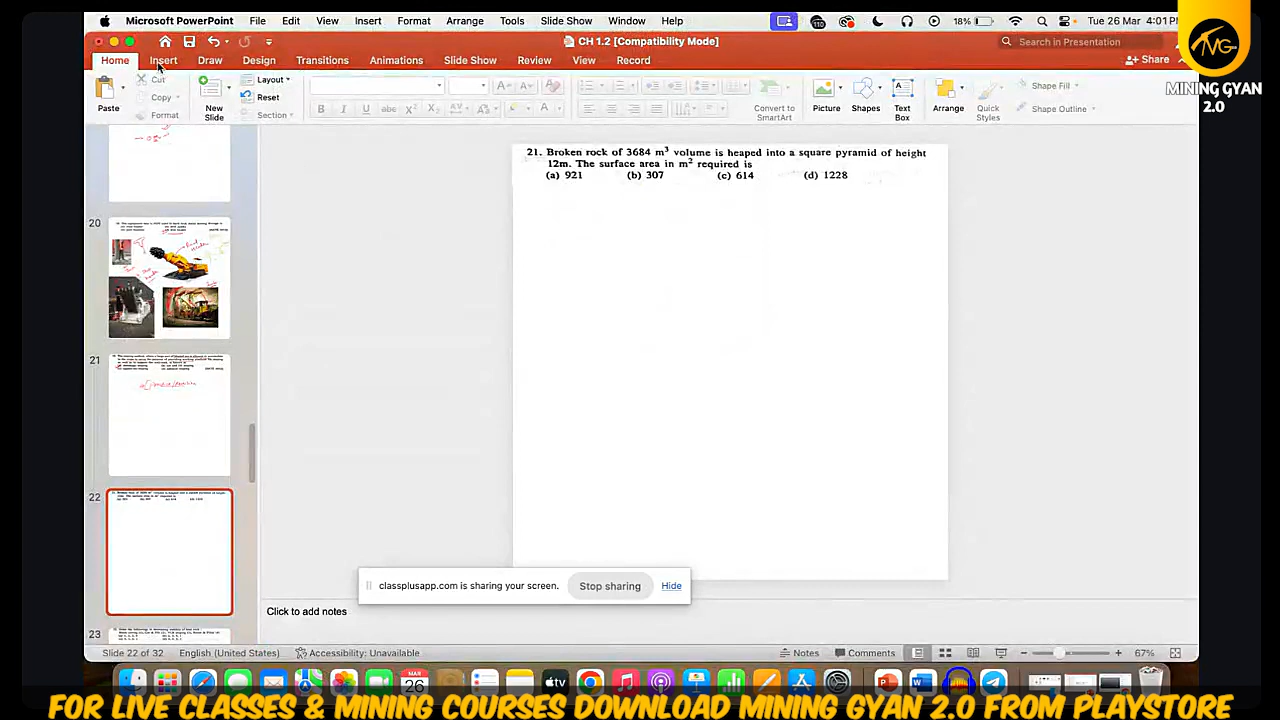 Microsoft PowerPoint File Edit View Insert Format Arrange Tools Slide Show Window Help
110 18% Tue 26 Mar 4:01
CH 1.2 [Compatibility Mode]
Search in Presentation
Home Insert Draw Design Slide Show Transitions Animations Review View Record
Share
MINING GYAN
2.0
Paste
Cut
Copy
Format
New
Slide
Layout
Reset
Section
Convert to
SmartArt
Picture
Shapes
Text
Box
Arrange
Quick
Styles
Shape Fill
Shape Outline
20
21
22
23
21. Broken rock of 3684 m³ volume is heaped into a square pyramid of height
12m. The surface area in m² required is
(a) 921 (b) 307 (c) 614 (d) 1228
classplusapp.com is sharing your screen.
Stop sharing
Hide
Click to add notes
Slide 22 of 32
English (United States)
Accessibility: Unavailable
Notes
Comments
67%
MAR
26
tv
FOR LIVE CLASSES & MINING COURSES DOWNLOAD MINING GYAN 2.0 FROM PLAYSTORE